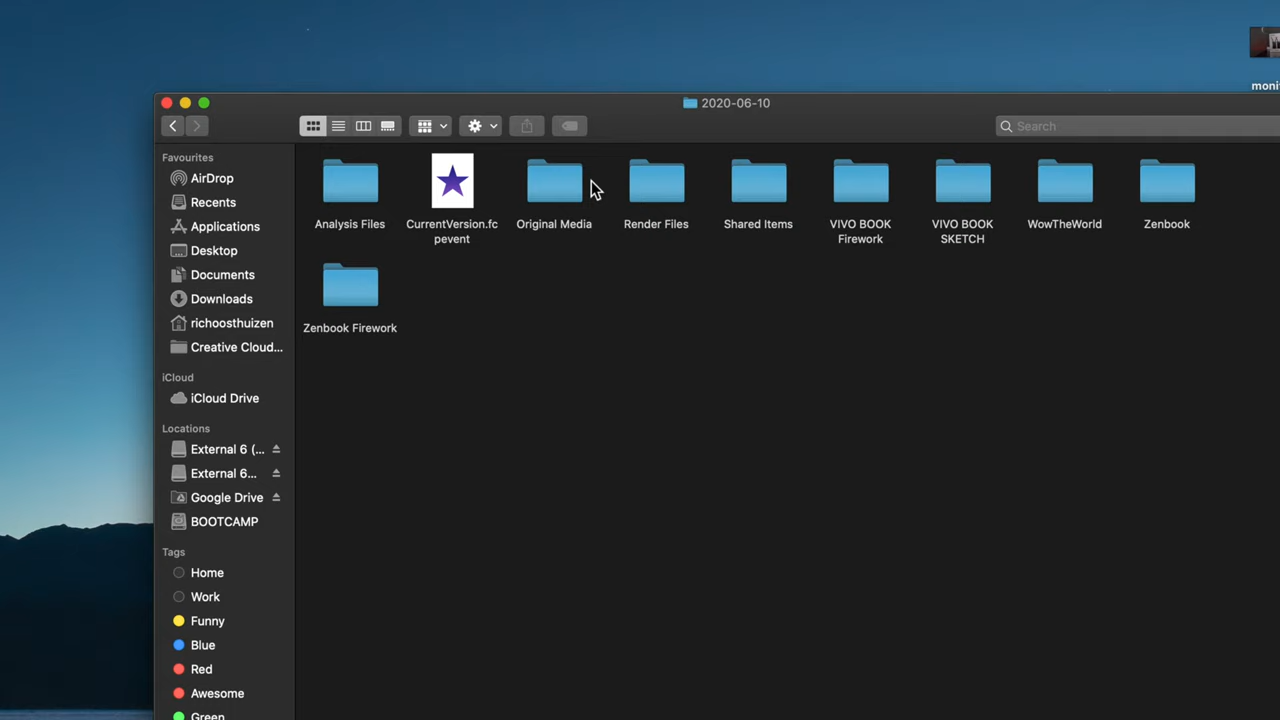 moni
2020-06-10
Search
Favourites
AirDrop
Recents
Applications
Desktop
Documents
Downloads
richoosthuizen
Creative Cloud...
iCloud
iCloud Drive
Locations
External 6 (...
External 6...
Google Drive
BOOTCAMP
Tags
Home
Work
Funny
Blue
Red
Awesome
Green
Analysis Files
CurrentVersion.fc
pevent
Original Media
Render Files
Shared Items
VIVO BOOK
Firework
VIVO BOOK
SKETCH
WowTheWorld
Zenbook
Zenbook Firework